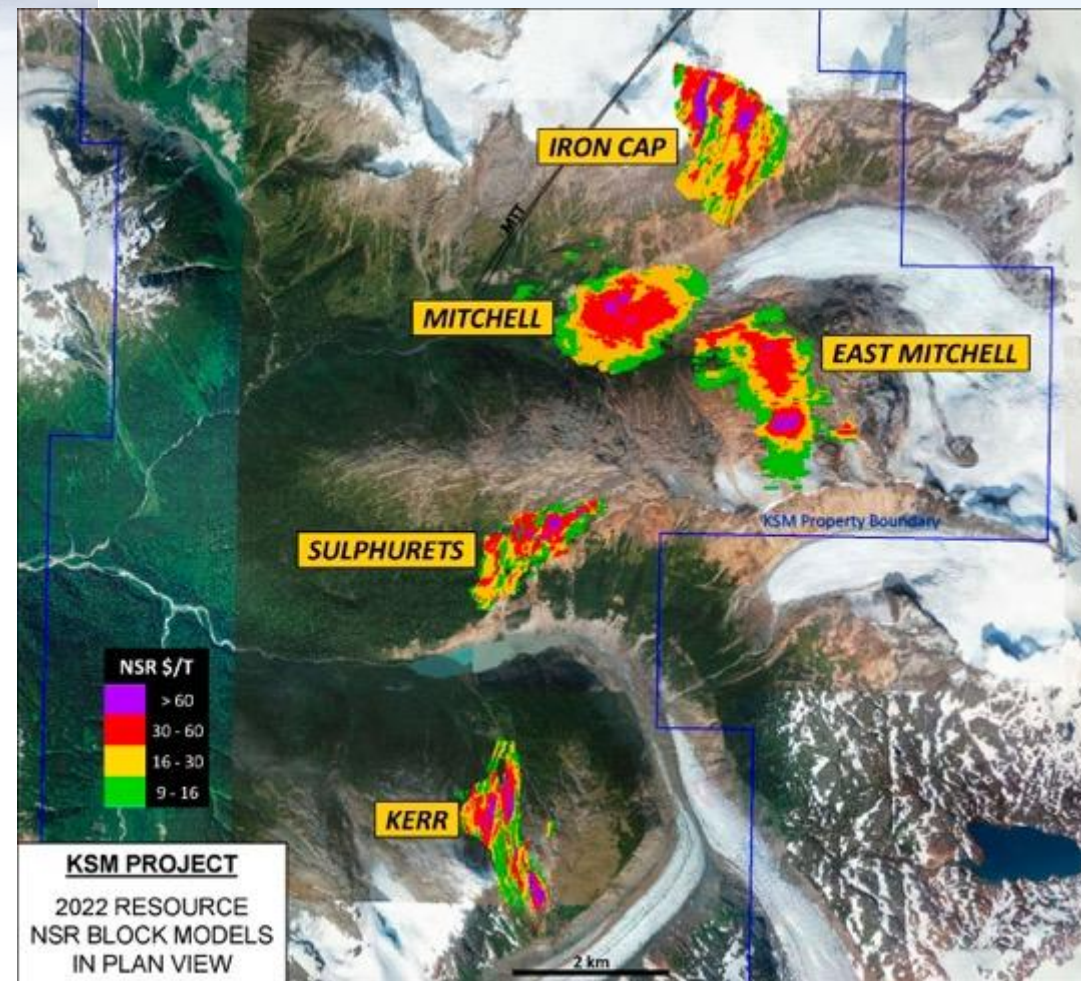 IRON CAP
MIT
MITCHELL
EAST MITCHELL
KSM Property Boundary
SULPHURETS
NSR $/T
> 60
30 - 60
16 - 30
9 - 16
KERR
KSM PROJECT
2022 RESOURCE
NSR BLOCK MODELS
IN PLAN VIEW
2 km